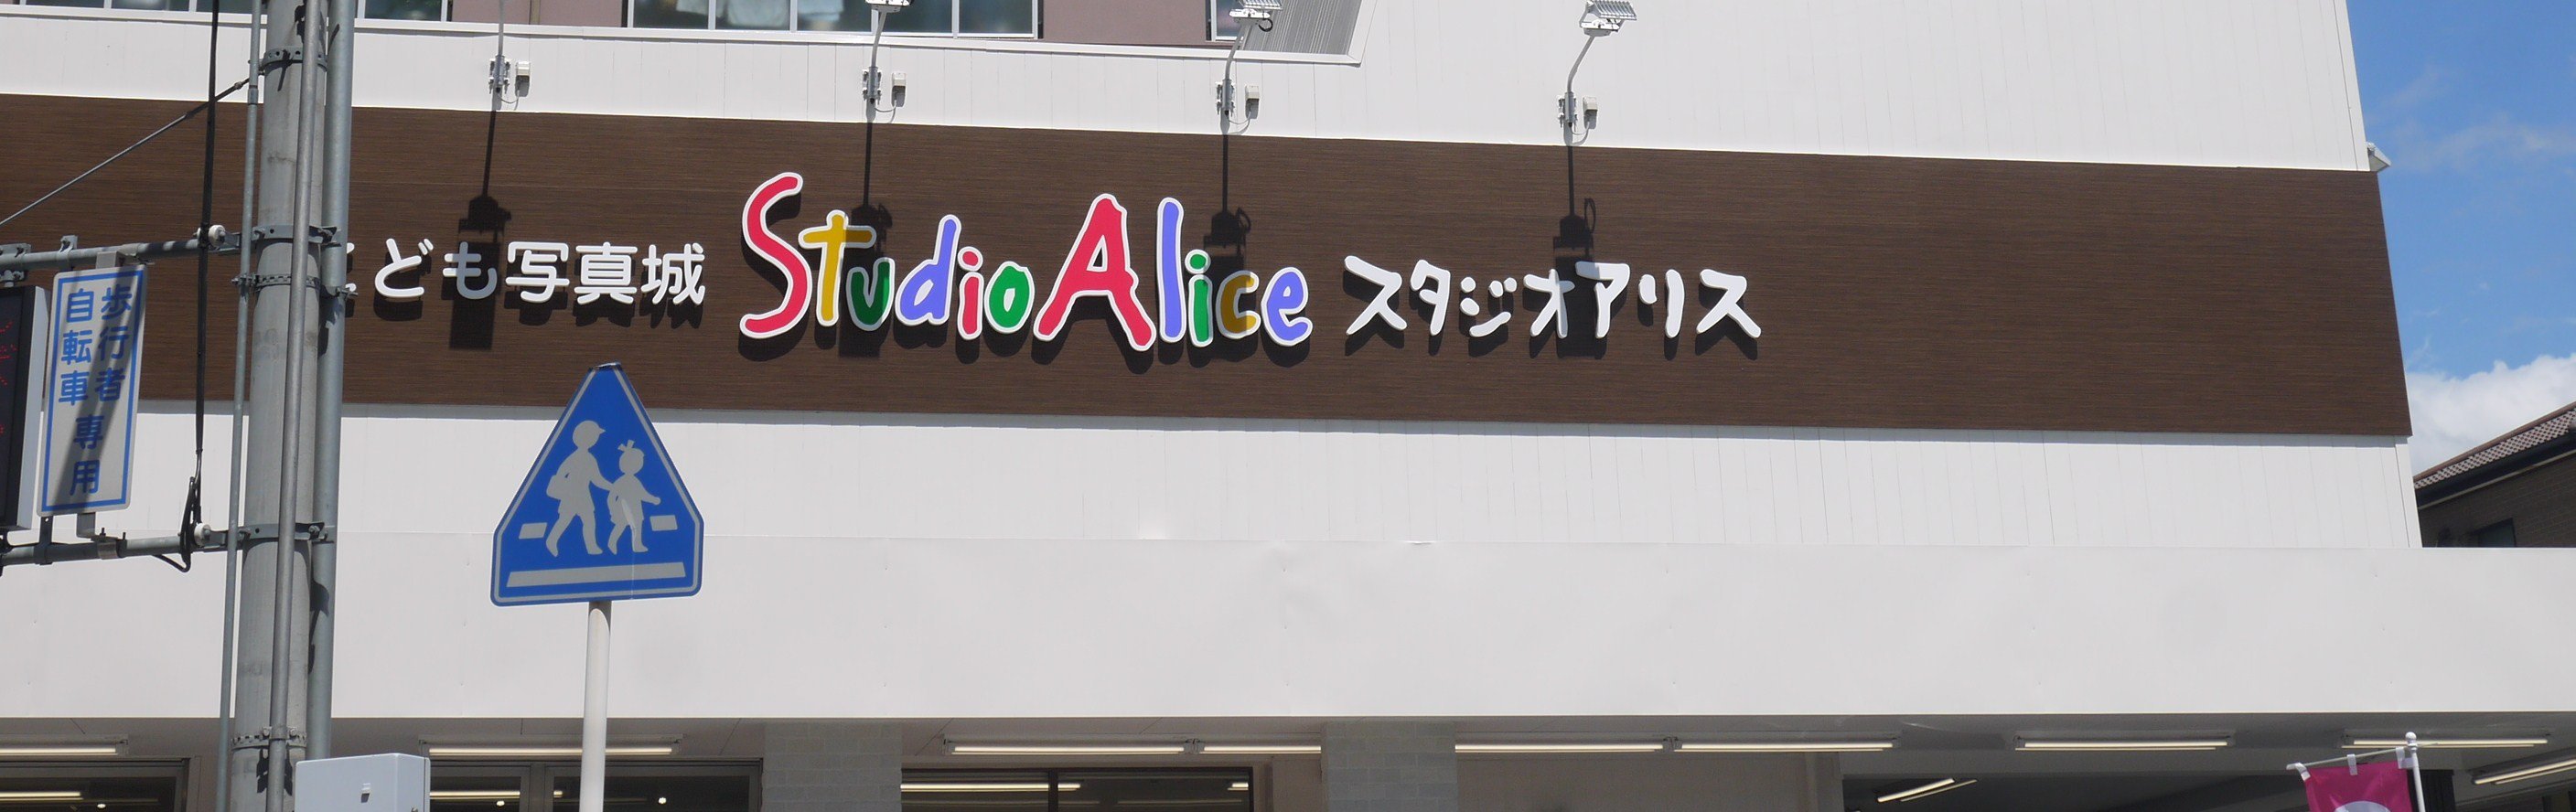 こども写真城 Studio Alice スタジオアリス
歩行者
自転車
専用